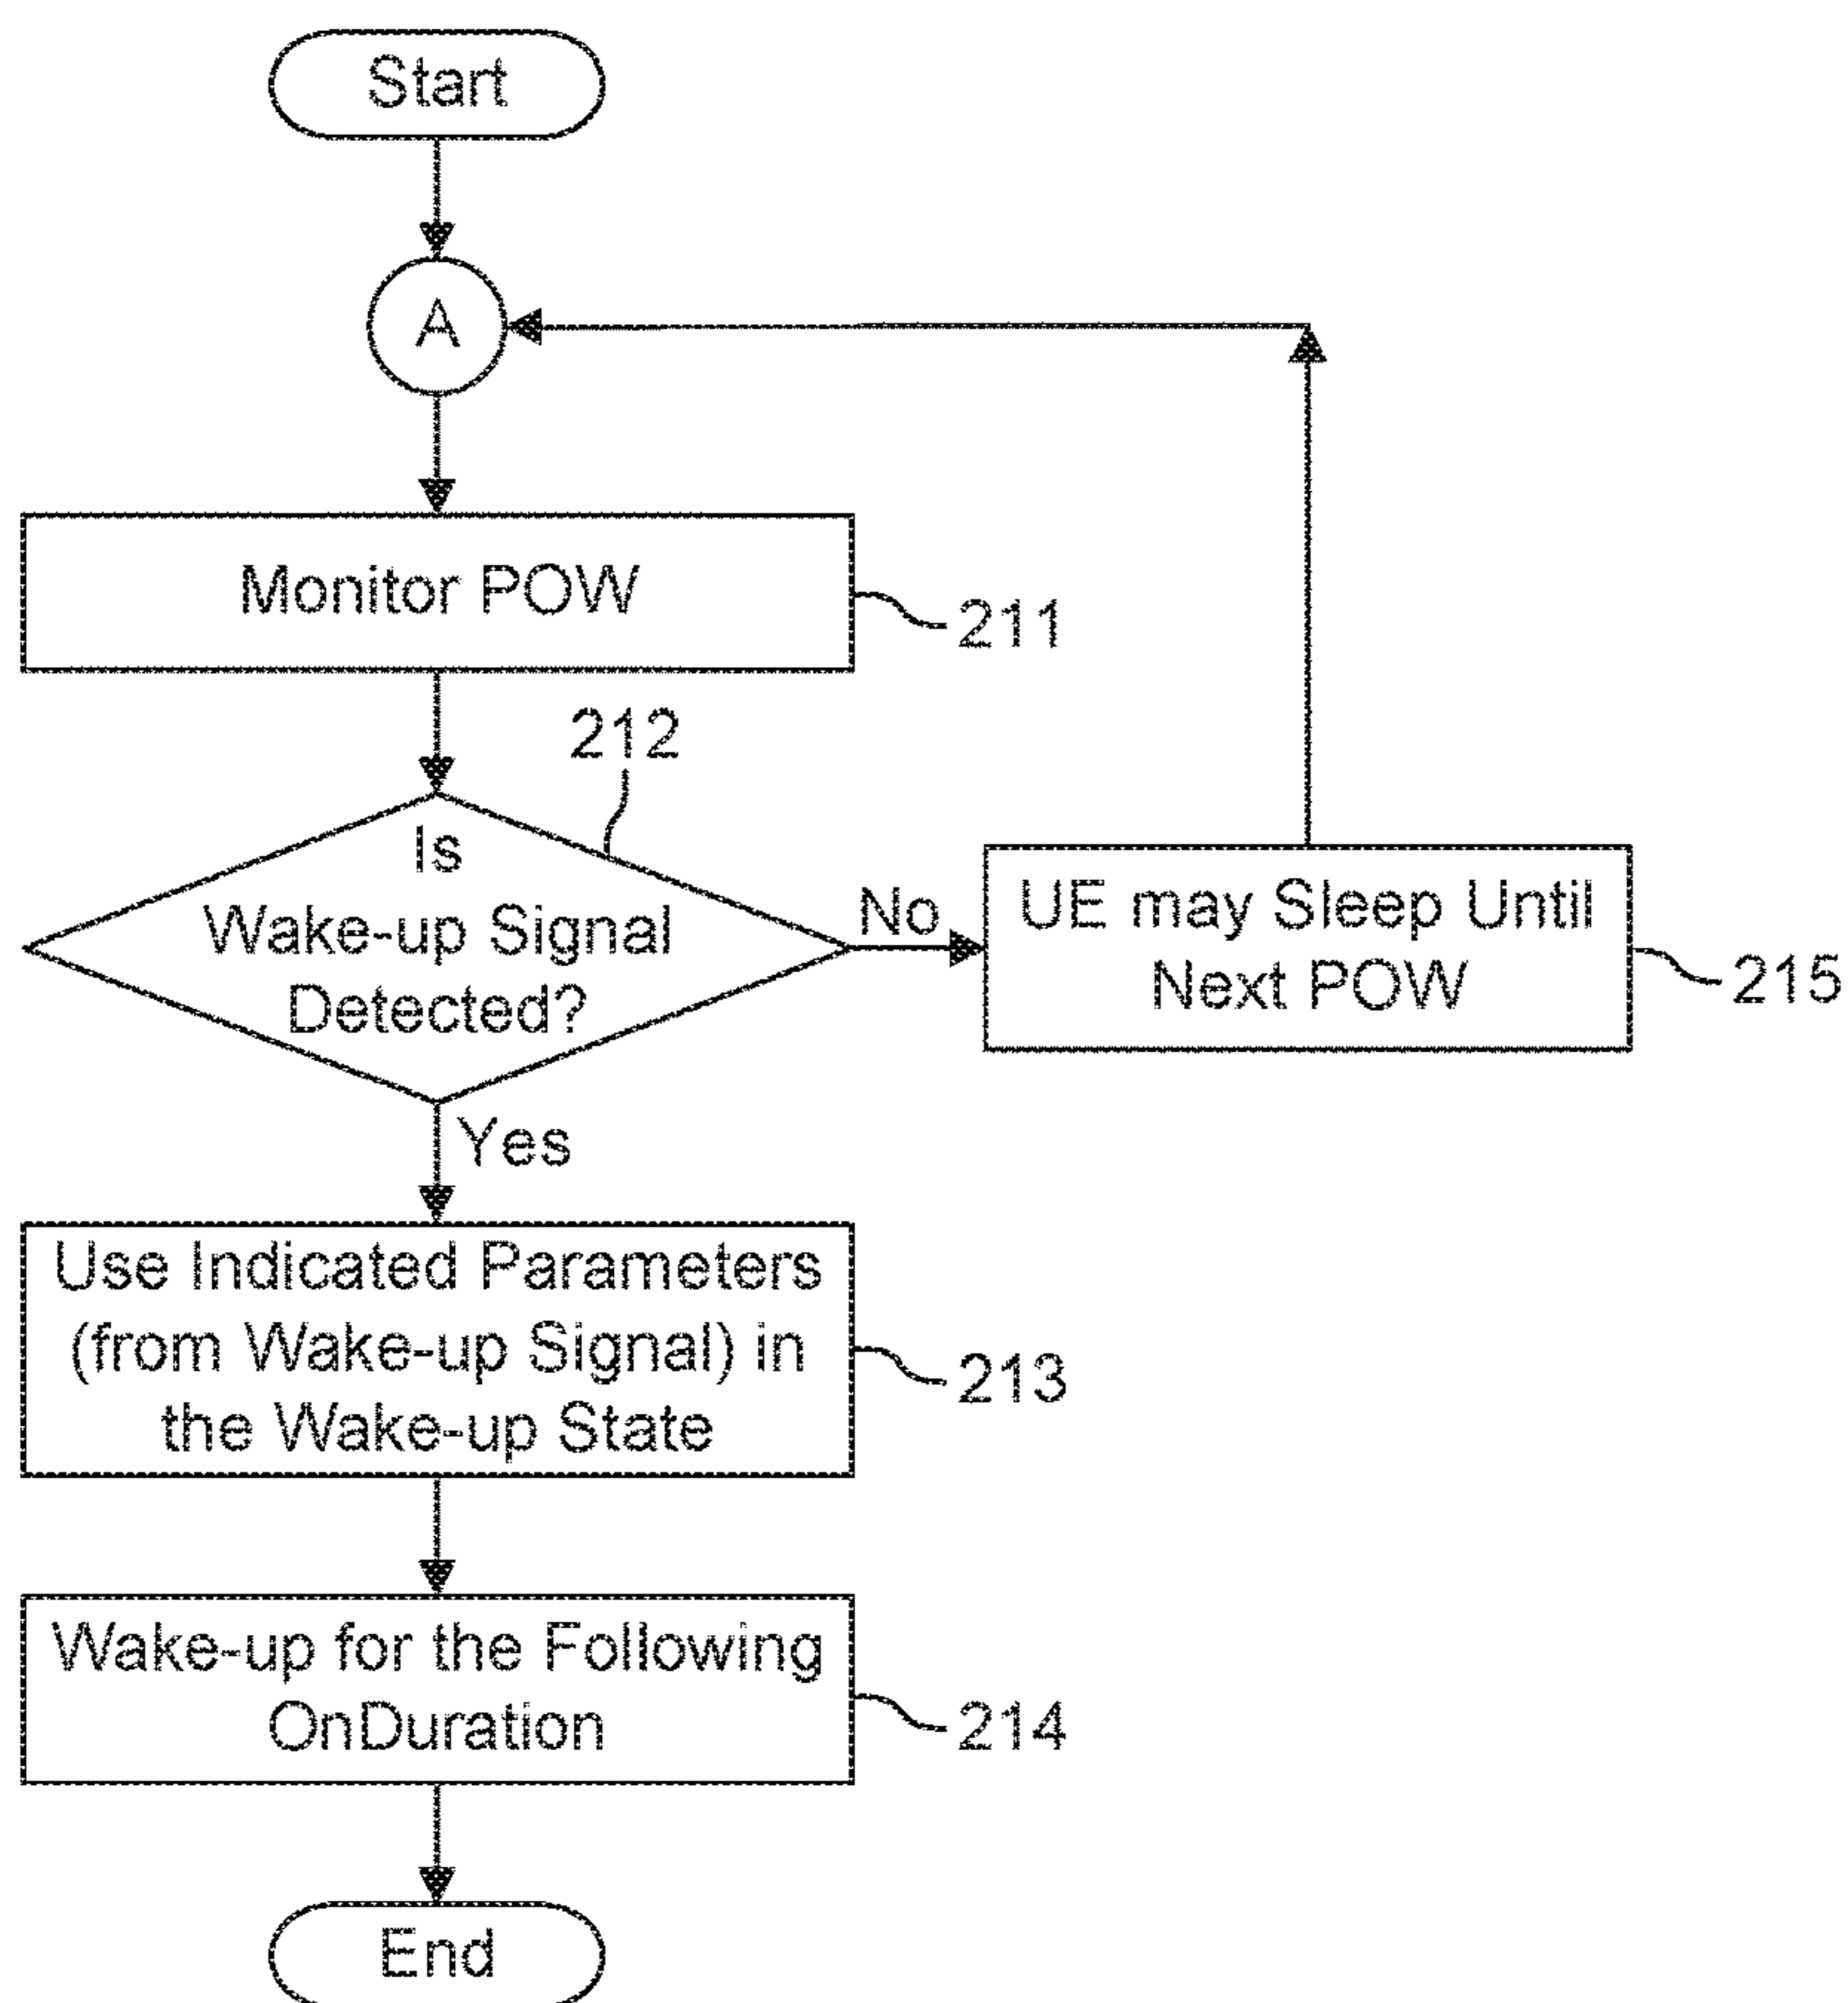 Start
A
Monitor POW
211
212
Is
Wake-up Signal
Detected?
No
UE may Sleep Until
Next POW
215
Yes
Use Indicated Parameters
(from Wake-up Signal) in
the Wake-up State
213
Wake-up for the Following
OnDuration
214
End